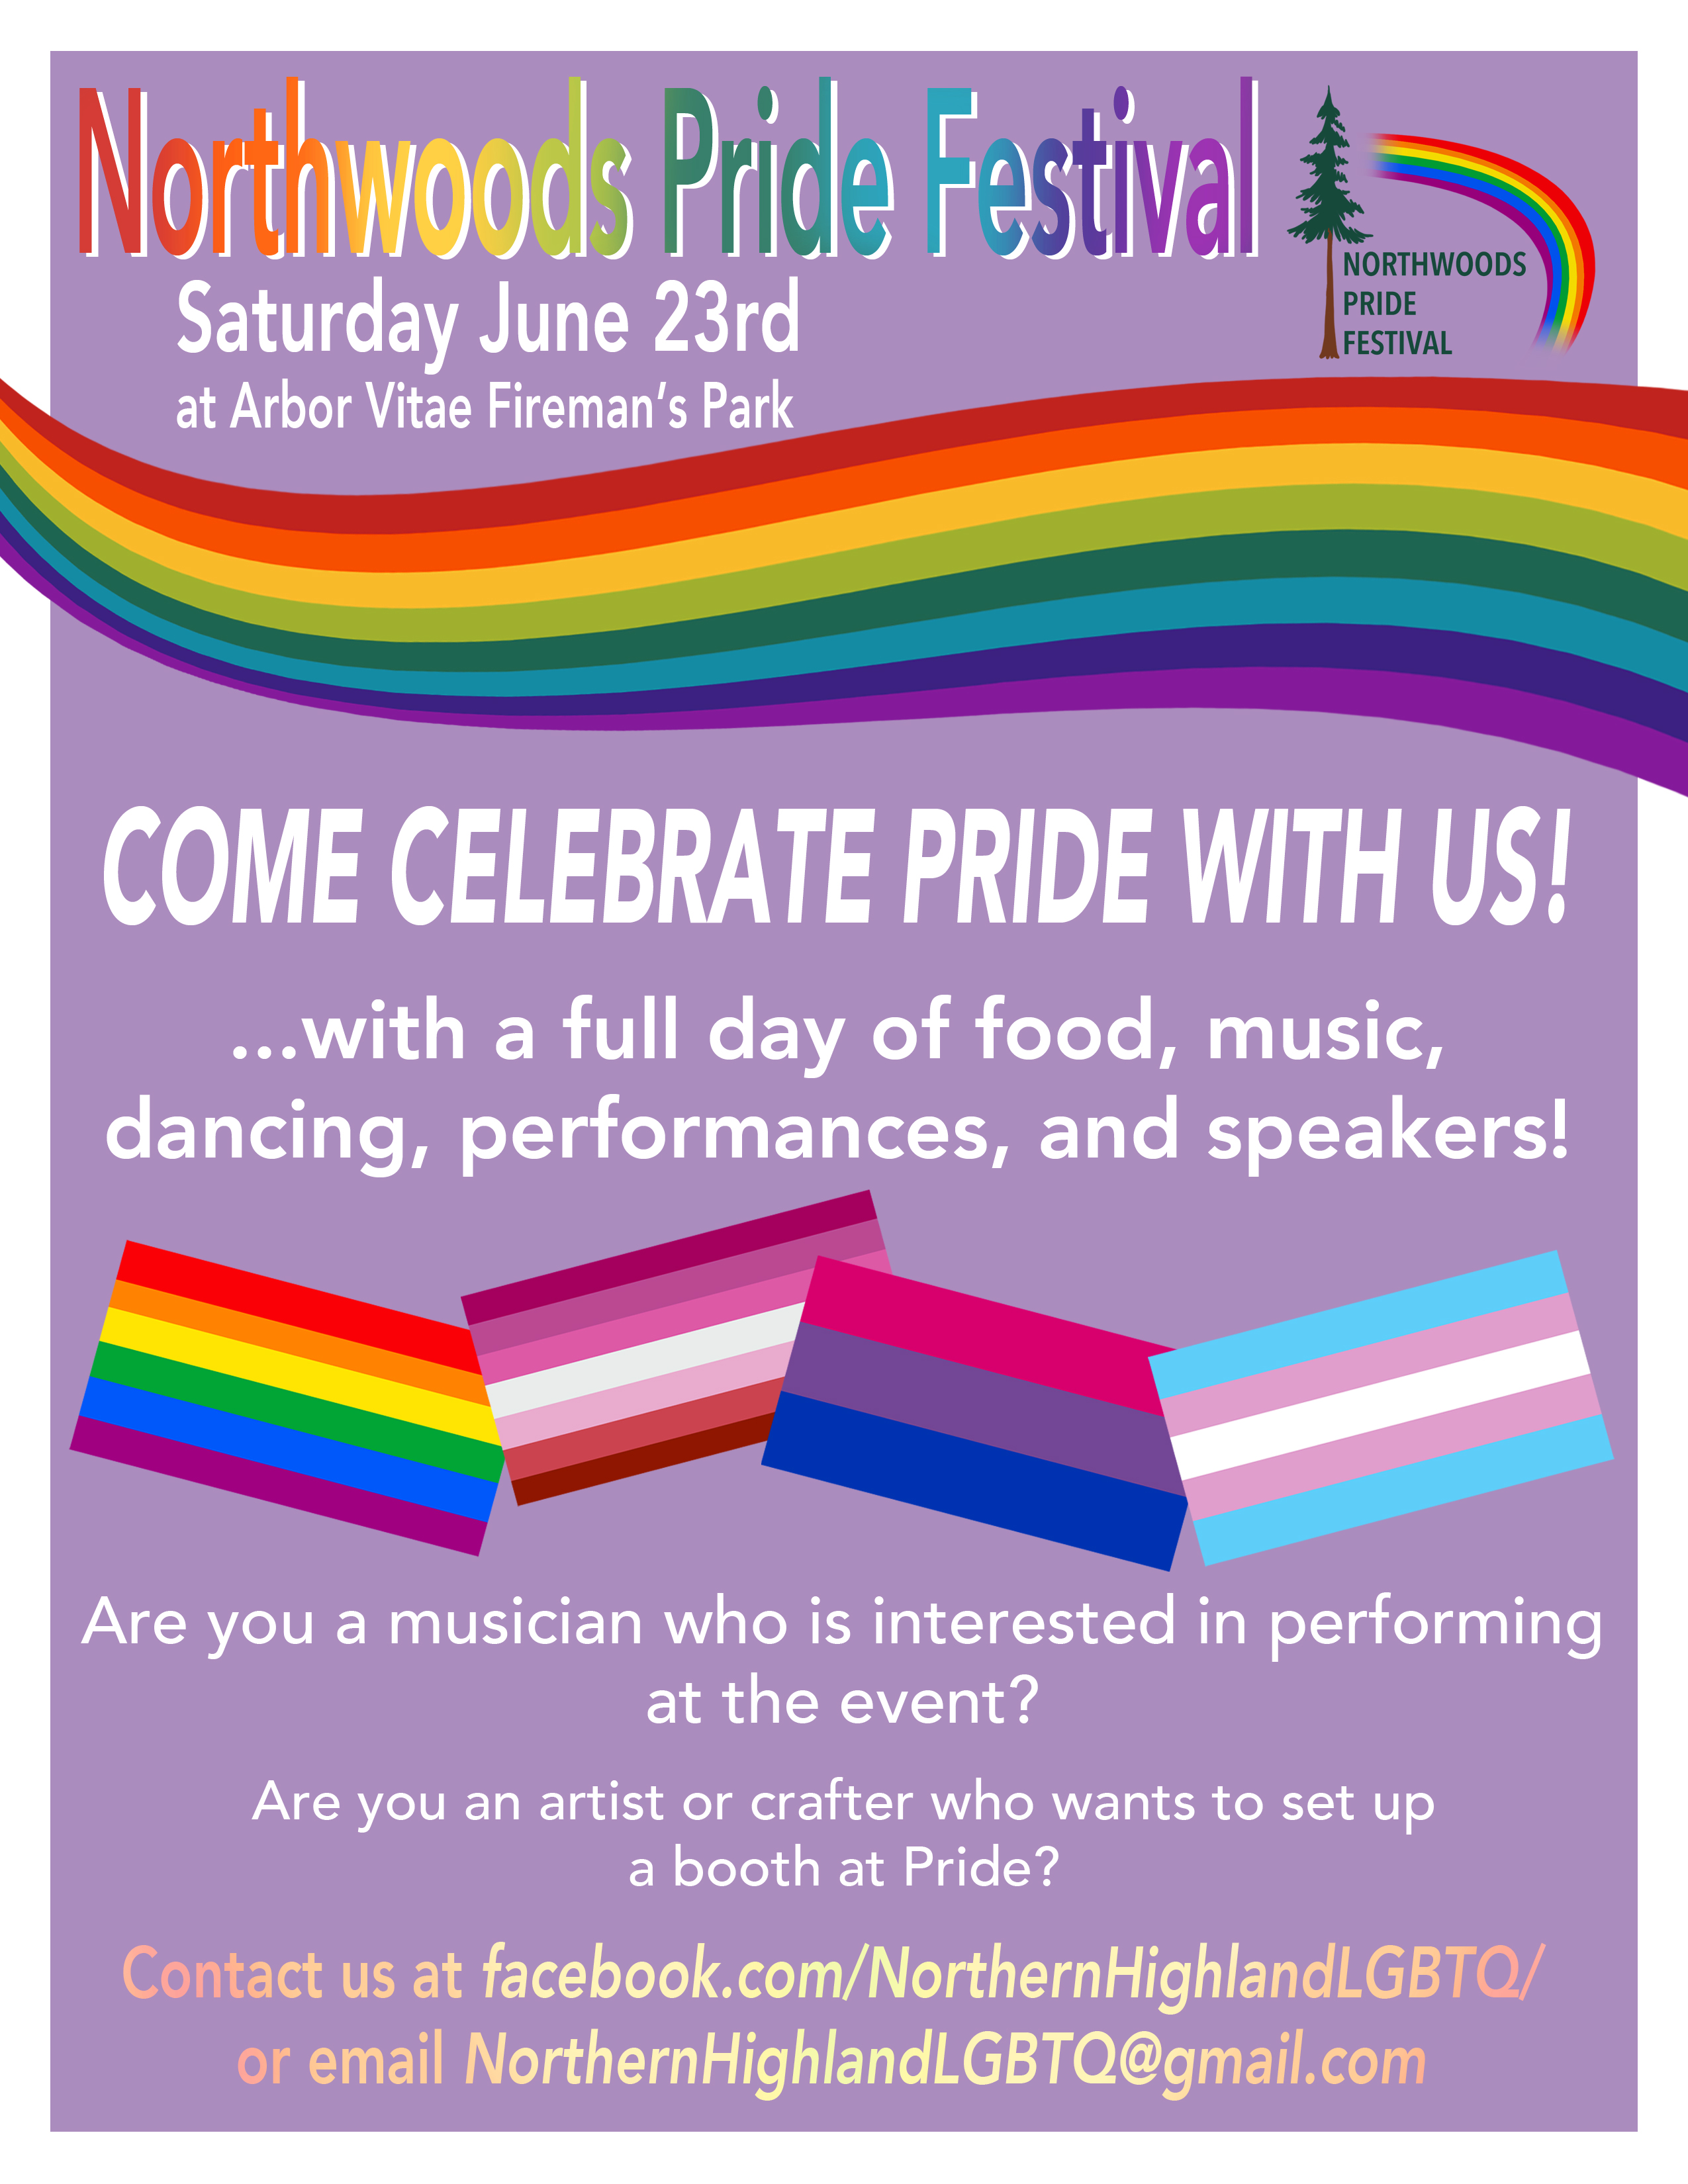 Northwoods Pride Festival
NORTHWOODS
PRIDE
FESTIVAL
Saturday June 23rd
at Arbor Vitae Fireman's Park
COME CELEBRATE PRIDE WITH US!
...with a full day of food, music,
dancing, performances, and speakers!
Are you a musician who is interested in performing
at the event?
Are you an artist or crafter who wants to set up
a booth at Pride?
Contact us at facebook.com/NorthernHighlandLGBTQ/
or email NorthernHighlandLGBTQ@gmail.com